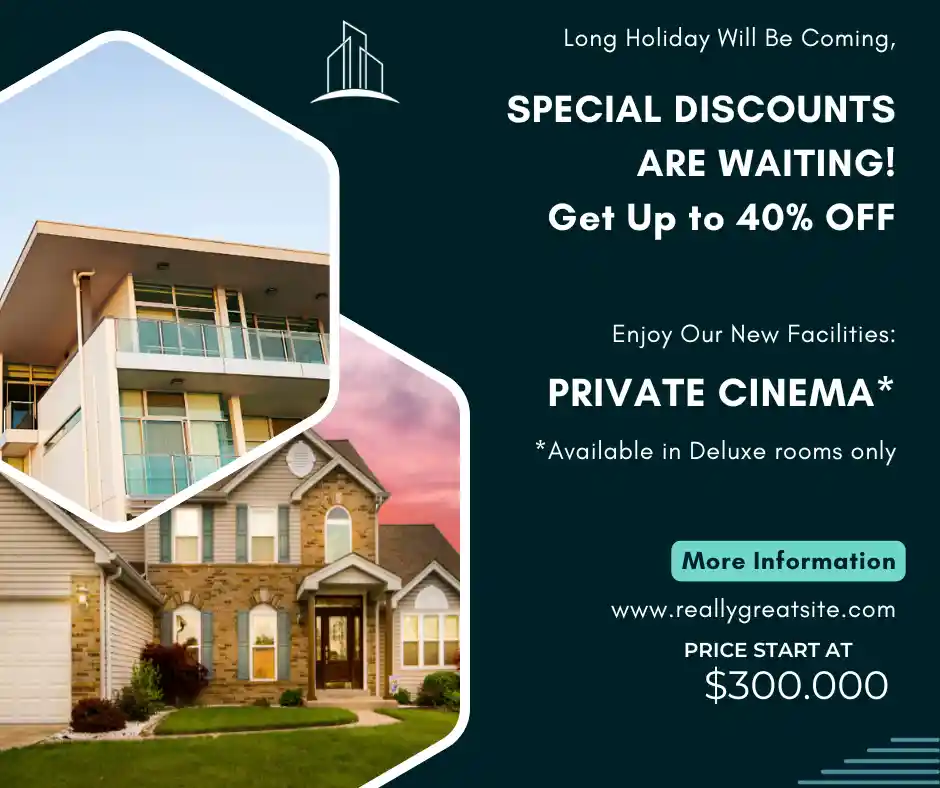 Long Holiday Will Be Coming,
SPECIAL DISCOUNTS
ARE WAITING!
Get Up to 40% OFF
Enjoy Our New Facilities:
PRIVATE CINEMA*
*Available in Deluxe rooms only
More Information
www.reallygreatsite.com
PRICE START AT
$300.000